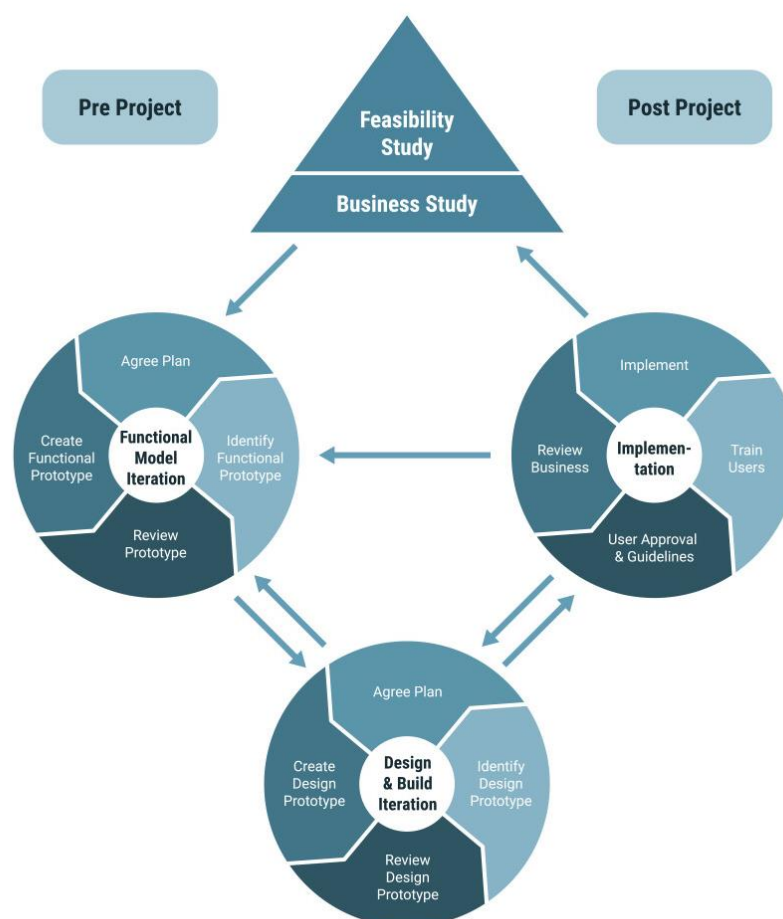 Pre Project
Feasibility
Study
Business Study
Post Project
Agree Plan
Create
Functional
Prototype
Functional
Model
Iteration
Identify
Functional
Prototype
Review
Prototype
Implement
Review
Business
Implemen-
tation
Train
Users
User Approval
& Guidelines
Agree Plan
Create
Design
Prototype
Design
& Build
Iteration
Identify
Design
Prototype
Review
Design
Prototype